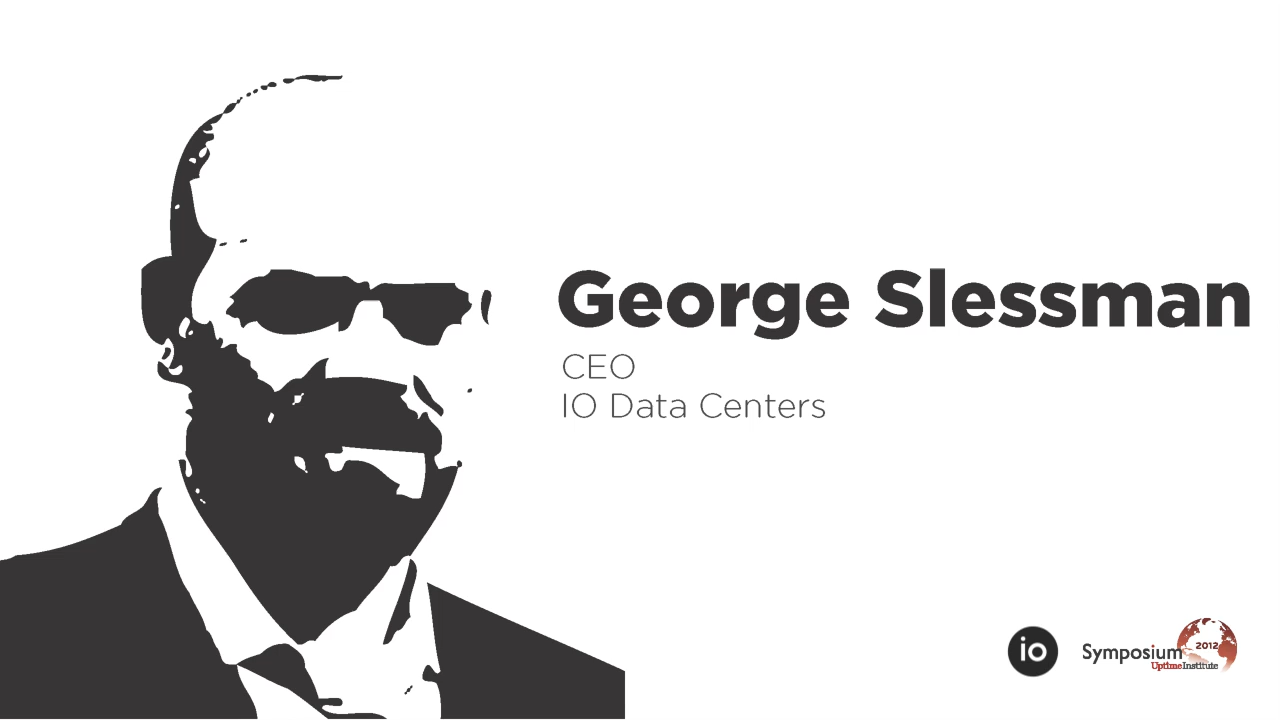 George Slessman
CEO
IO Data Centers
io
Symposium 2012
Uptime Institute